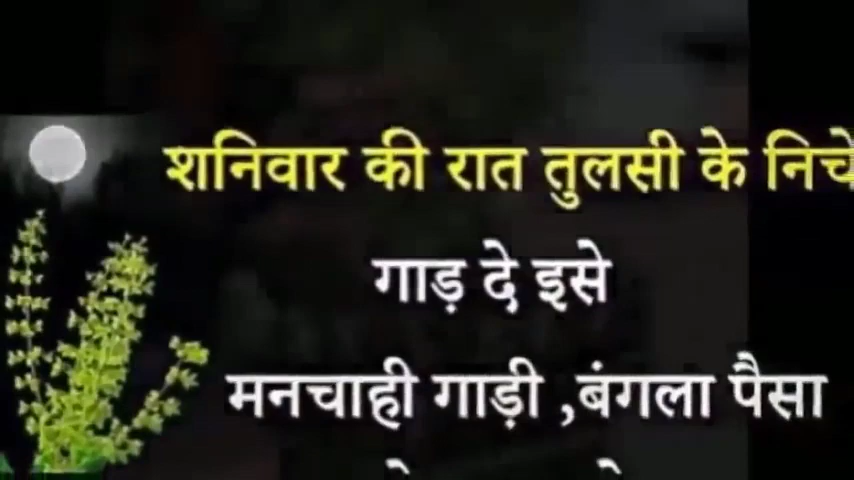 शनिवार की रात तुलसी के निचे
गाड़ दे इसे
मनचाही गाड़ी ,बंगला पैसा